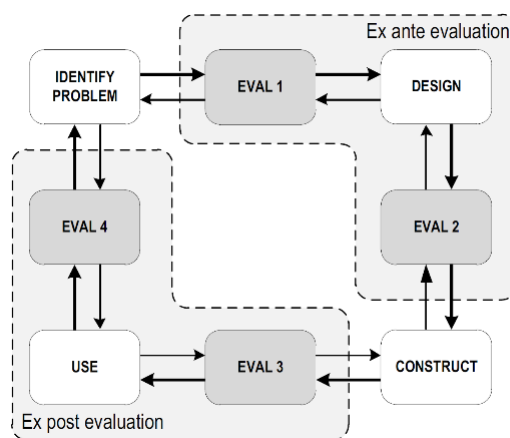 Ex ante evaluation
IDENTIFY
PROBLEM
EVAL 1
DESIGN
EVAL 4
EVAL 2
USE
EVAL 3
CONSTRUCT
Ex post evaluation